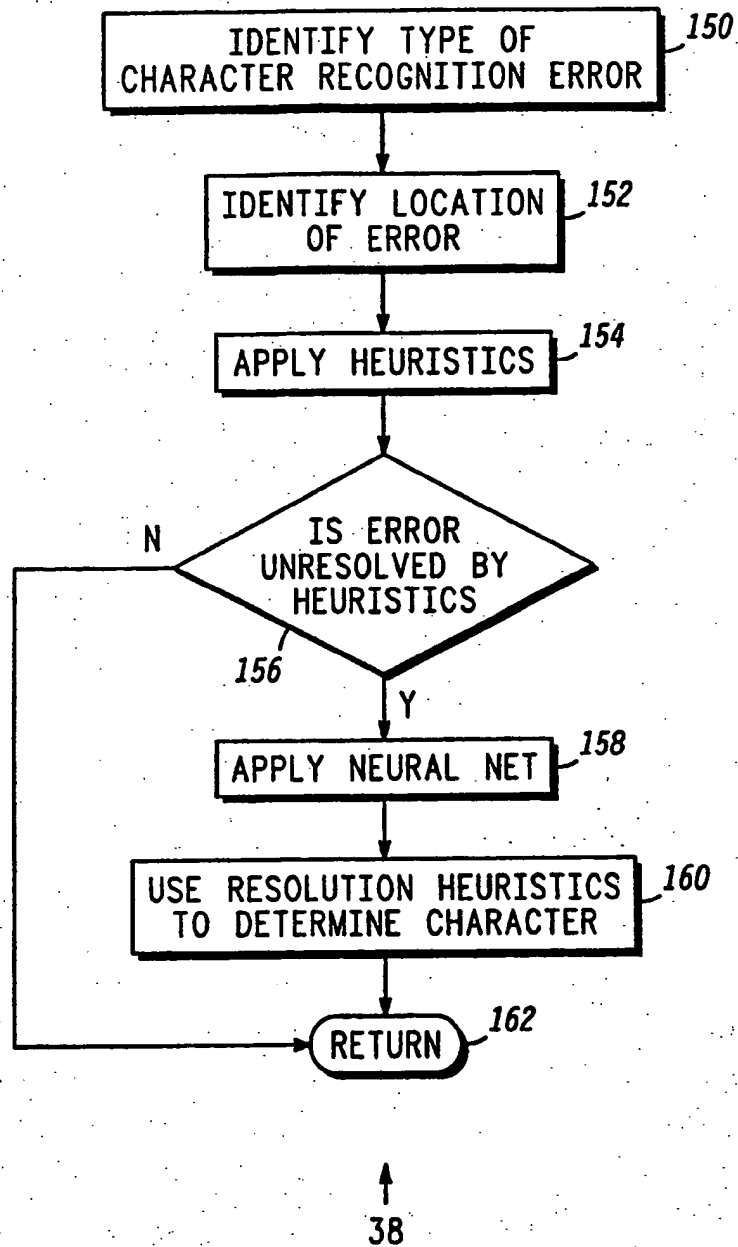 IDENTIFY TYPE OF
CHARACTER RECOGNITION ERROR
150
IDENTIFY LOCATION
OF ERROR
152
APPLY HEURISTICS
154
N
IS ERROR
UNRESOLVED BY
HEURISTICS
156
Y
APPLY NEURAL NET
158
USE RESOLUTION HEURISTICS
TO DETERMINE CHARACTER
160
RETURN
162
38